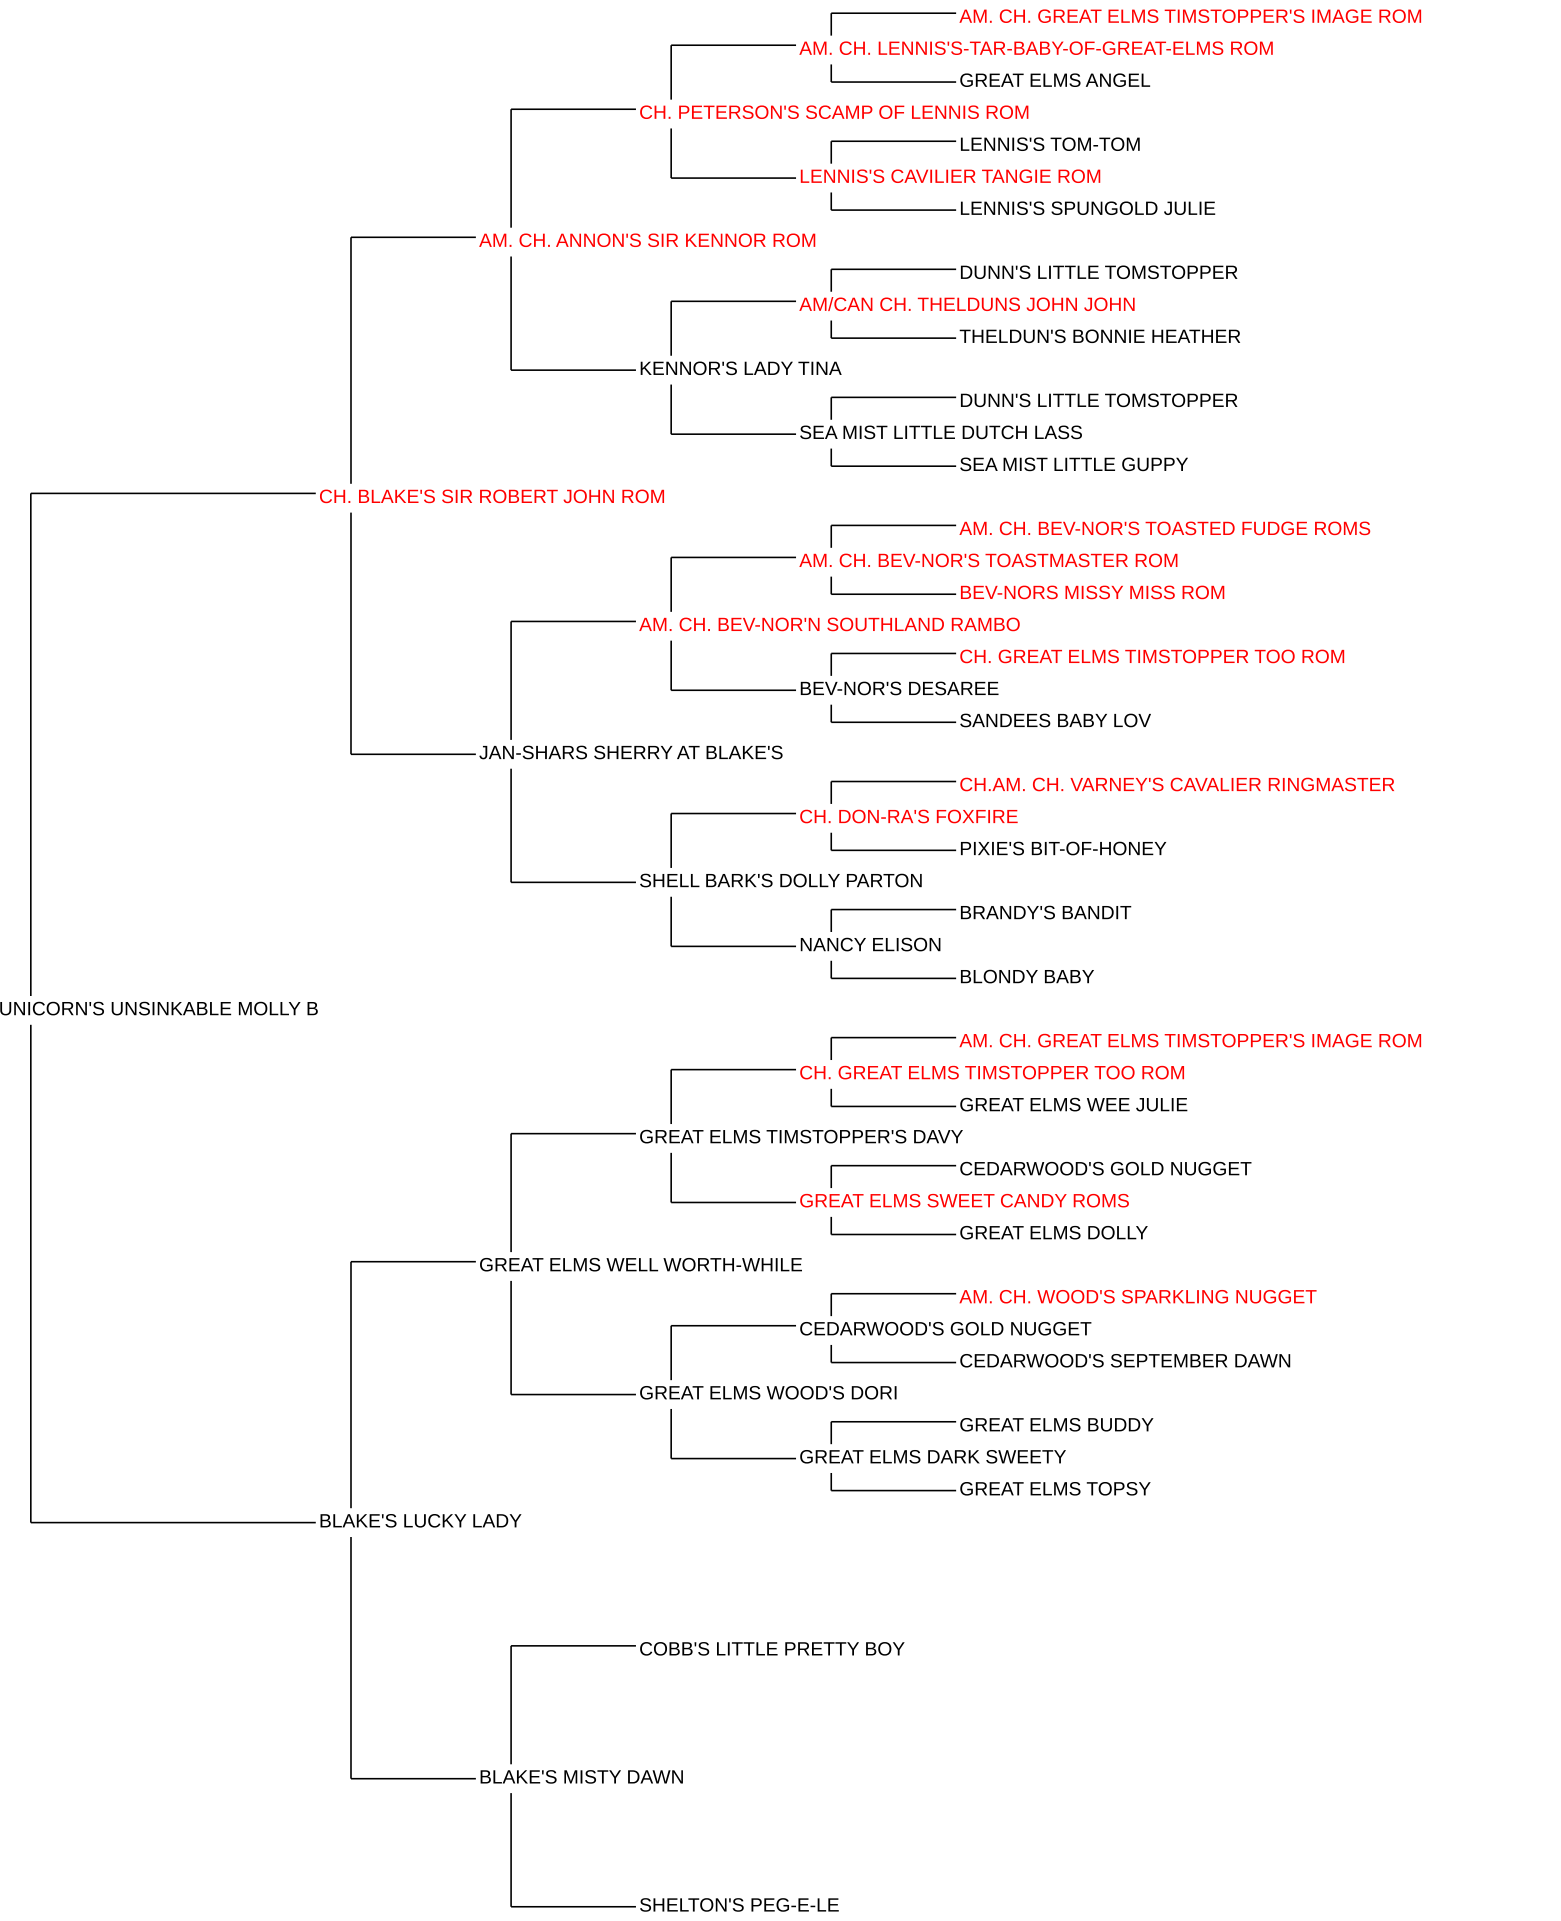 AM. CH. GREAT ELMS TIMSTOPPER'S IMAGE ROM
AM. CH. LENNIS'S-TAR-BABY-OF-GREAT-ELMS ROM
GREAT ELMS ANGEL
CH. PETERSON'S SCAMP OF LENNIS ROM
LENNIS'S TOM-TOM
LENNIS'S CAVILIER TANGIE ROM
LENNIS'S SPUNGOLD JULIE
AM. CH. ANNON'S SIR KENNOR ROM
DUNN'S LITTLE TOMSTOPPER
AM/CAN CH. THELDUNS JOHN JOHN
THELDUN'S BONNIE HEATHER
KENNOR'S LADY TINA
DUNN'S LITTLE TOMSTOPPER
SEA MIST LITTLE DUTCH LASS
SEA MIST LITTLE GUPPY
CH. BLAKE'S SIR ROBERT JOHN ROM
AM. CH. BEV-NOR'S TOASTED FUDGE ROMS
AM. CH. BEV-NOR'S TOASTMASTER ROM
BEV-NORS MISSY MISS ROM
AM. CH. BEV-NOR'N SOUTHLAND RAMBO
CH. GREAT ELMS TIMSTOPPER TOO ROM
BEV-NOR'S DESAREE
SANDEES BABY LOV
JAN-SHARS SHERRY AT BLAKE'S
CH.AM. CH. VARNEY'S CAVALIER RINGMASTER
CH. DON-RA'S FOXFIRE
PIXIE'S BIT-OF-HONEY
SHELL BARK'S DOLLY PARTON
BRANDY'S BANDIT
NANCY ELISON
BLONDY BABY
UNICORN'S UNSINKABLE MOLLY B
AM. CH. GREAT ELMS TIMSTOPPER'S IMAGE ROM
CH. GREAT ELMS TIMSTOPPER TOO ROM
GREAT ELMS WEE JULIE
GREAT ELMS TIMSTOPPER'S DAVY
CEDARWOOD'S GOLD NUGGET
GREAT ELMS SWEET CANDY ROMS
GREAT ELMS DOLLY
GREAT ELMS WELL WORTH-WHILE
AM. CH. WOOD'S SPARKLING NUGGET
CEDARWOOD'S GOLD NUGGET
CEDARWOOD'S SEPTEMBER DAWN
GREAT ELMS WOOD'S DORI
GREAT ELMS BUDDY
GREAT ELMS DARK SWEETY
GREAT ELMS TOPSY
BLAKE'S LUCKY LADY
COBB'S LITTLE PRETTY BOY
BLAKE'S MISTY DAWN
SHELTON'S PEG-E-LE